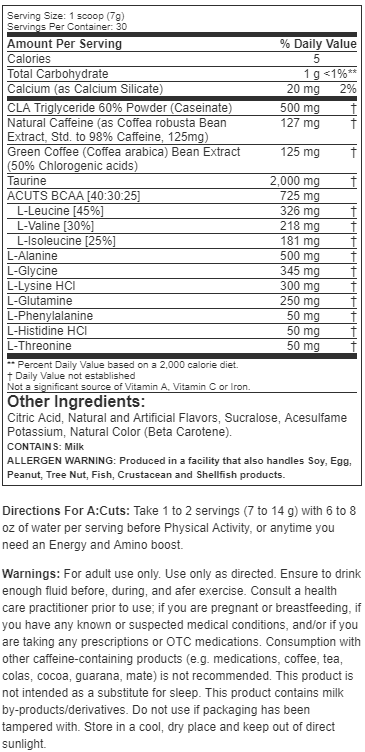 Serving Size: 1 scoop (7g)
Servings Per Container: 30
Amount Per Serving % Daily Value
Calories 5
Total Carbohydrate 1 g <1%**
Calcium (as Calcium Silicate) 20 mg 2%
CLA Triglyceride 60% Powder (Caseinate) 500 mg †
Natural Caffeine (as Coffea robusta Bean 127 mg †
Extract, Std. to 98% Caffeine, 125mg)
Green Coffee (Coffea arabica) Bean Extract 125 mg †
(50% Chlorogenic acids)
Taurine 2,000 mg †
ACUTS BCAA [40:30:25] 725 mg
L-Leucine [45%] 326 mg †
L-Valine [30%] 218 mg †
L-Isoleucine [25%] 181 mg †
L-Alanine 500 mg †
L-Glycine 345 mg †
L-Lysine HCl 300 mg †
L-Glutamine 250 mg †
L-Phenylalanine 50 mg †
L-Histidine HCl 50 mg †
L-Threonine 50 mg †
** Percent Daily Value based on a 2,000 calorie diet.
† Daily Value not established
Not a significant source of Vitamin A, Vitamin C or Iron.
Other Ingredients:
Citric Acid, Natural and Artificial Flavors, Sucralose, Acesulfame
Potassium, Natural Color (Beta Carotene).
CONTAINS: Milk
ALLERGEN WARNING: Produced in a facility that also handles Soy, Egg,
Peanut, Tree Nut, Fish, Crustacean and Shellfish products.
Directions For A:Cuts: Take 1 to 2 servings (7 to 14 g) with 6 to 8
oz of water per serving before Physical Activity, or anytime you
need an Energy and Amino boost.
Warnings: For adult use only. Use only as directed. Ensure to drink
enough fluid before, during, and afer exercise. Consult a health
care practitioner prior to use; if you are pregnant or breastfeeding, if
you have any known or suspected medical conditions, and/or if you
are taking any prescriptions or OTC medications. Consumption with
other caffeine-containing products (e.g. medications, coffee, tea,
colas, cocoa, guarana, mate) is not recommended. This product is
not intended as a substitute for sleep. This product contains milk
by-products/derivatives. Do not use if packaging has been
tampered with. Store in a cool, dry place and keep out of direct
sunlight.